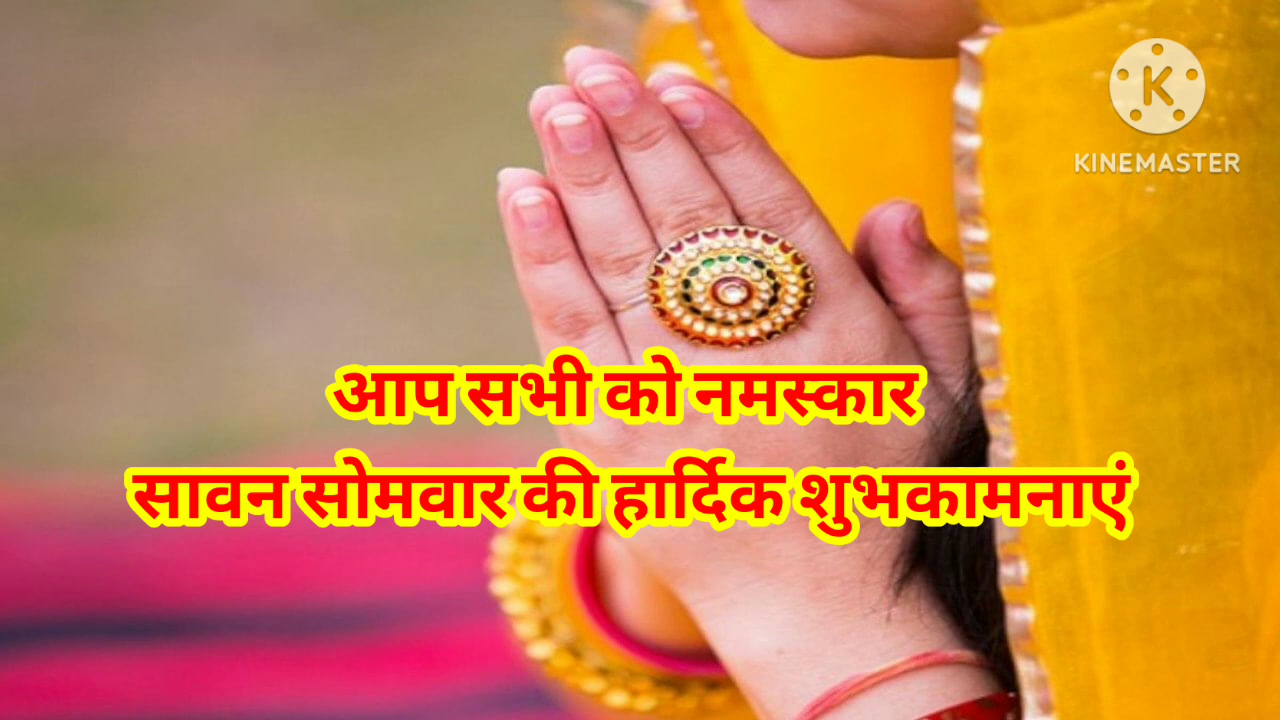 K
KINEMASTER
आप सभी को नमस्कार
सावन सोमवार की हार्दिक शुभकामनाएं